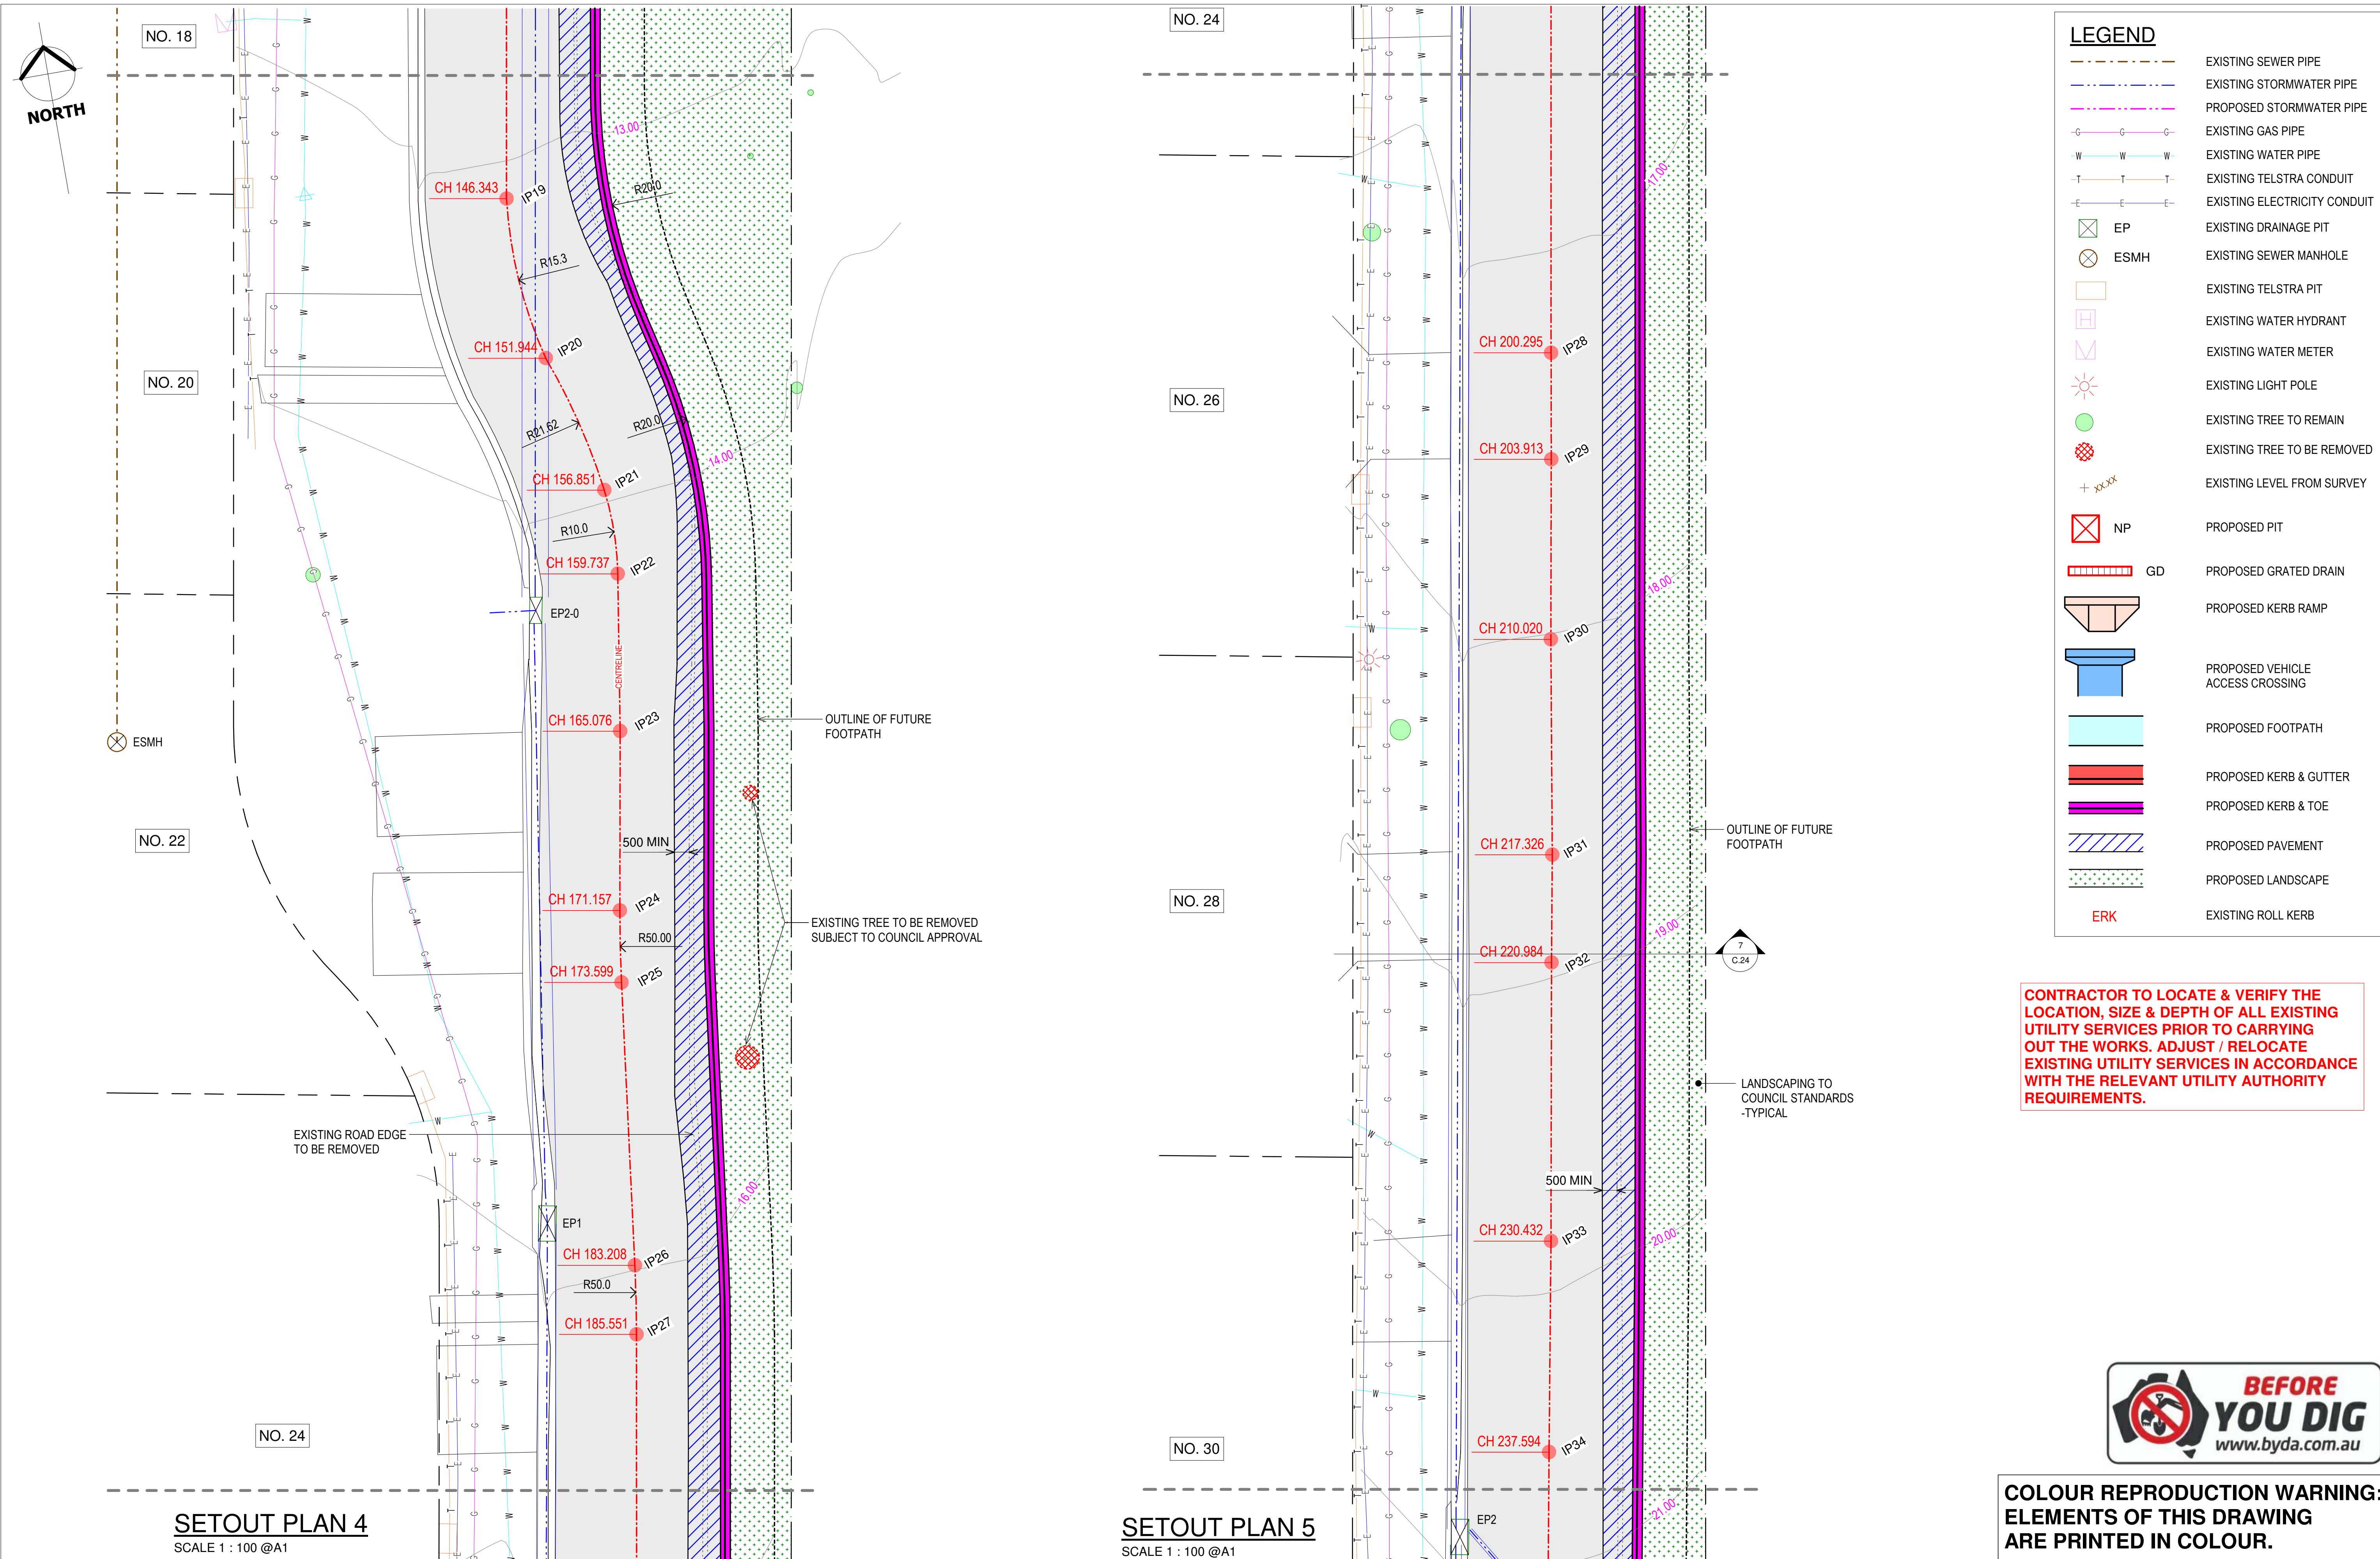 NORTH
NO. 18
NO. 20
NO. 22
NO. 24
ESMH
13.00
R20.0
CH 146.343
IP19
R15.3
CH 151.944
IP20
R21.62
R20.0
14.00
CH 156.851
IP21
R10.0
CH 159.737
IP22
EP2-0
CENTRELINE
CH 165.076
IP23
OUTLINE OF FUTURE
FOOTPATH
500 MIN
CH 171.157
IP24
EXISTING TREE TO BE REMOVED
SUBJECT TO COUNCIL APPROVAL
R50.00
CH 173.599
IP25
EXISTING ROAD EDGE
TO BE REMOVED
16.00
EP1
CH 183.208
IP26
R50.0
CH 185.551
IP27
SETOUT PLAN 4
SCALE 1 : 100 @A1
NO. 24
NO. 26
NO. 28
NO. 30
17.00
CH 200.295
IP28
CH 203.913
IP29
18.00
CH 210.020
IP30
CH 217.326
IP31
OUTLINE OF FUTURE
FOOTPATH
19.00
7
C.24
CH 220.984
IP32
LANDSCAPING TO
COUNCIL STANDARDS
-TYPICAL
500 MIN
CH 230.432
IP33
20.00
CH 237.594
IP34
21.00
EP2
SETOUT PLAN 5
SCALE 1 : 100 @A1
LEGEND
EXISTING SEWER PIPE
EXISTING STORMWATER PIPE
PROPOSED STORMWATER PIPE
G G G EXISTING GAS PIPE
W W W EXISTING WATER PIPE
T T T EXISTING TELSTRA CONDUIT
E E E EXISTING ELECTRICITY CONDUIT
EP EXISTING DRAINAGE PIT
ESMH EXISTING SEWER MANHOLE
EXISTING TELSTRA PIT
H EXISTING WATER HYDRANT
EXISTING WATER METER
EXISTING LIGHT POLE
EXISTING TREE TO REMAIN
EXISTING TREE TO BE REMOVED
XX.XX EXISTING LEVEL FROM SURVEY
NP PROPOSED PIT
GD PROPOSED GRATED DRAIN
PROPOSED KERB RAMP
PROPOSED VEHICLE
ACCESS CROSSING
PROPOSED FOOTPATH
PROPOSED KERB & GUTTER
PROPOSED KERB & TOE
PROPOSED PAVEMENT
PROPOSED LANDSCAPE
ERK EXISTING ROLL KERB
CONTRACTOR TO LOCATE & VERIFY THE
LOCATION, SIZE & DEPTH OF ALL EXISTING
UTILITY SERVICES PRIOR TO CARRYING
OUT THE WORKS. ADJUST / RELOCATE
EXISTING UTILITY SERVICES IN ACCORDANCE
WITH THE RELEVANT UTILITY AUTHORITY
REQUIREMENTS.
BEFORE
YOU DIG
www.byda.com.au
COLOUR REPRODUCTION WARNING:
ELEMENTS OF THIS DRAWING
ARE PRINTED IN COLOUR.